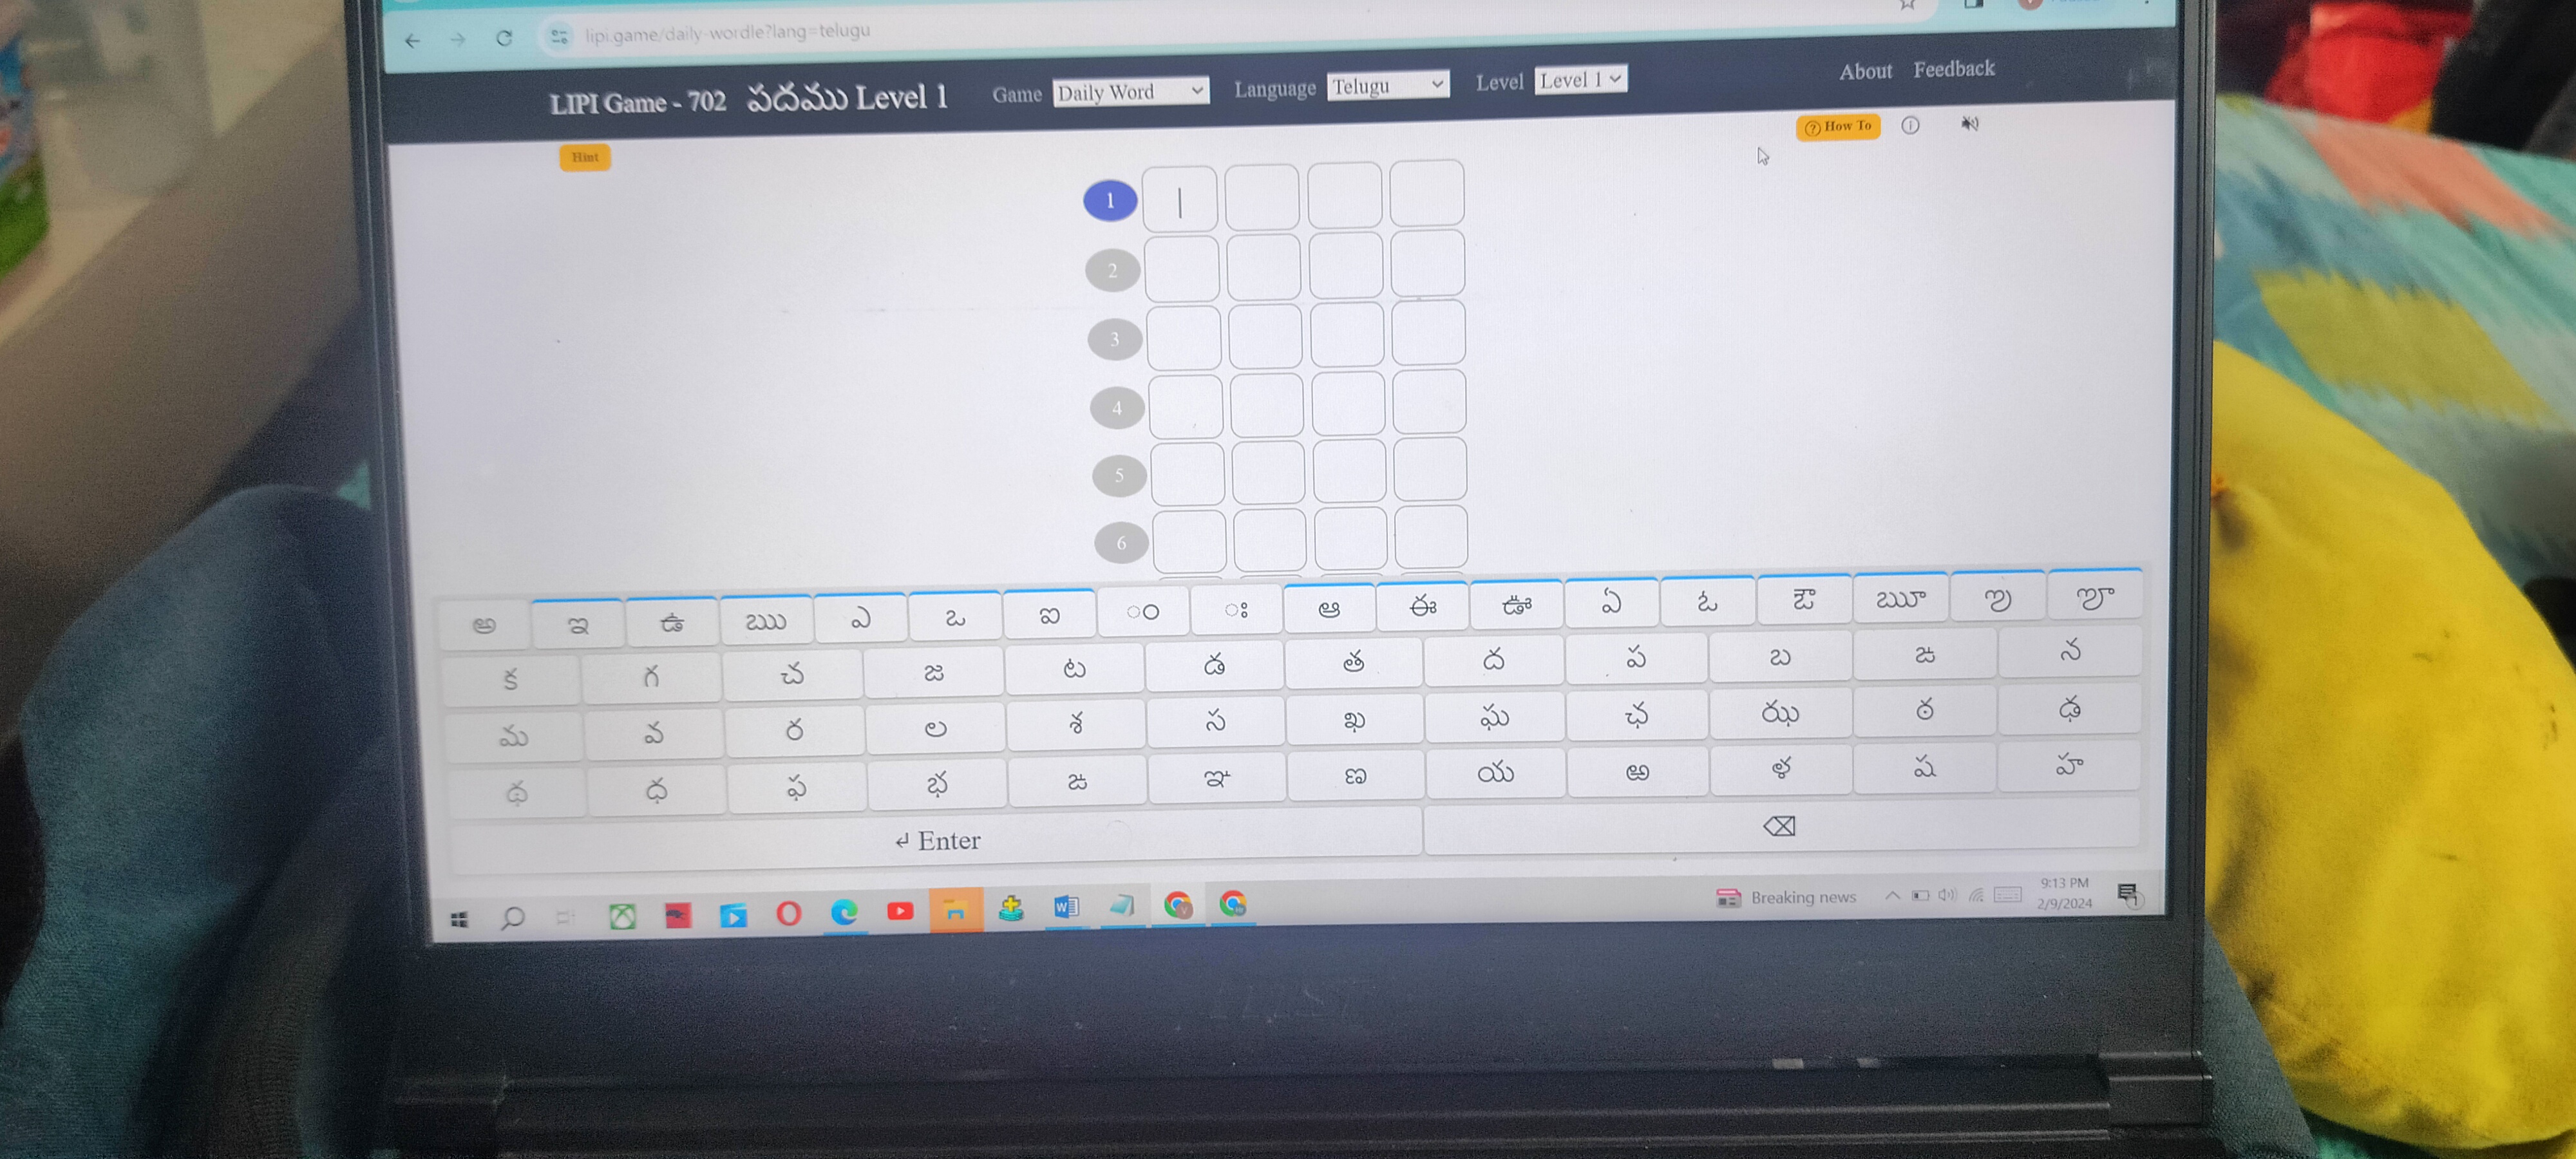 lipi.game/daily-wordle?lang=telugu
LIPI Game - 702 పదము Level 1 Game Daily Word Language Telugu Level Level 1 About Feedback
Hint
How To
1
2
3
4
5
6
అ ఇ ఉ ఋ ఎ ఒ ఐ ం ః ఆ ఈ ఊ ఏ ఓ ఔ ౠ ఌ ౡ
క గ చ జ ట డ త ద ప బ ఙ న
మ వ ర ల శ స ఖ ఘ ఛ ఝ ఠ ఢ
థ ధ ఫ భ ఙ ఞ ణ య ఱ ళ ష హ
↵ Enter
Breaking news
9:13 PM
2/9/2024